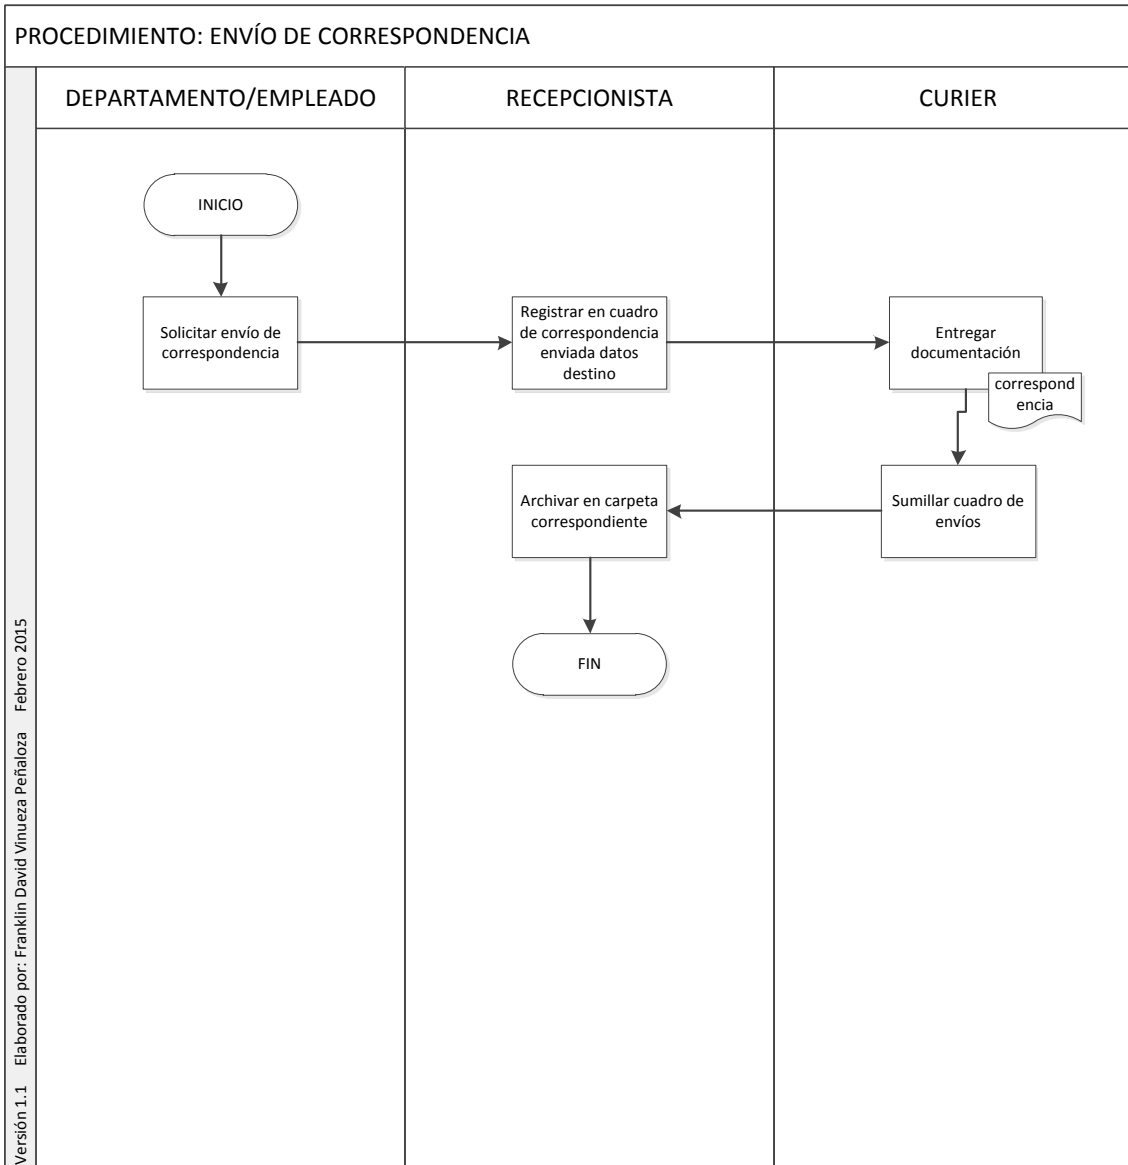 PROCEDIMIENTO: ENVÍO DE CORRESPONDENCIA
DEPARTAMENTO/EMPLEADO
RECEPCIONISTA
CURIER
INICIO
Solicitar envío de
correspondencia
Registrar en cuadro
de correspondencia
enviada datos
destino
Entregar
documentación
correspond
encia
Archivar en carpeta
correspondiente
Sumillar cuadro de
envíos
FIN
Versión 1.1 Elaborado por: Franklin David Vinueza Peñaloza Febrero 2015